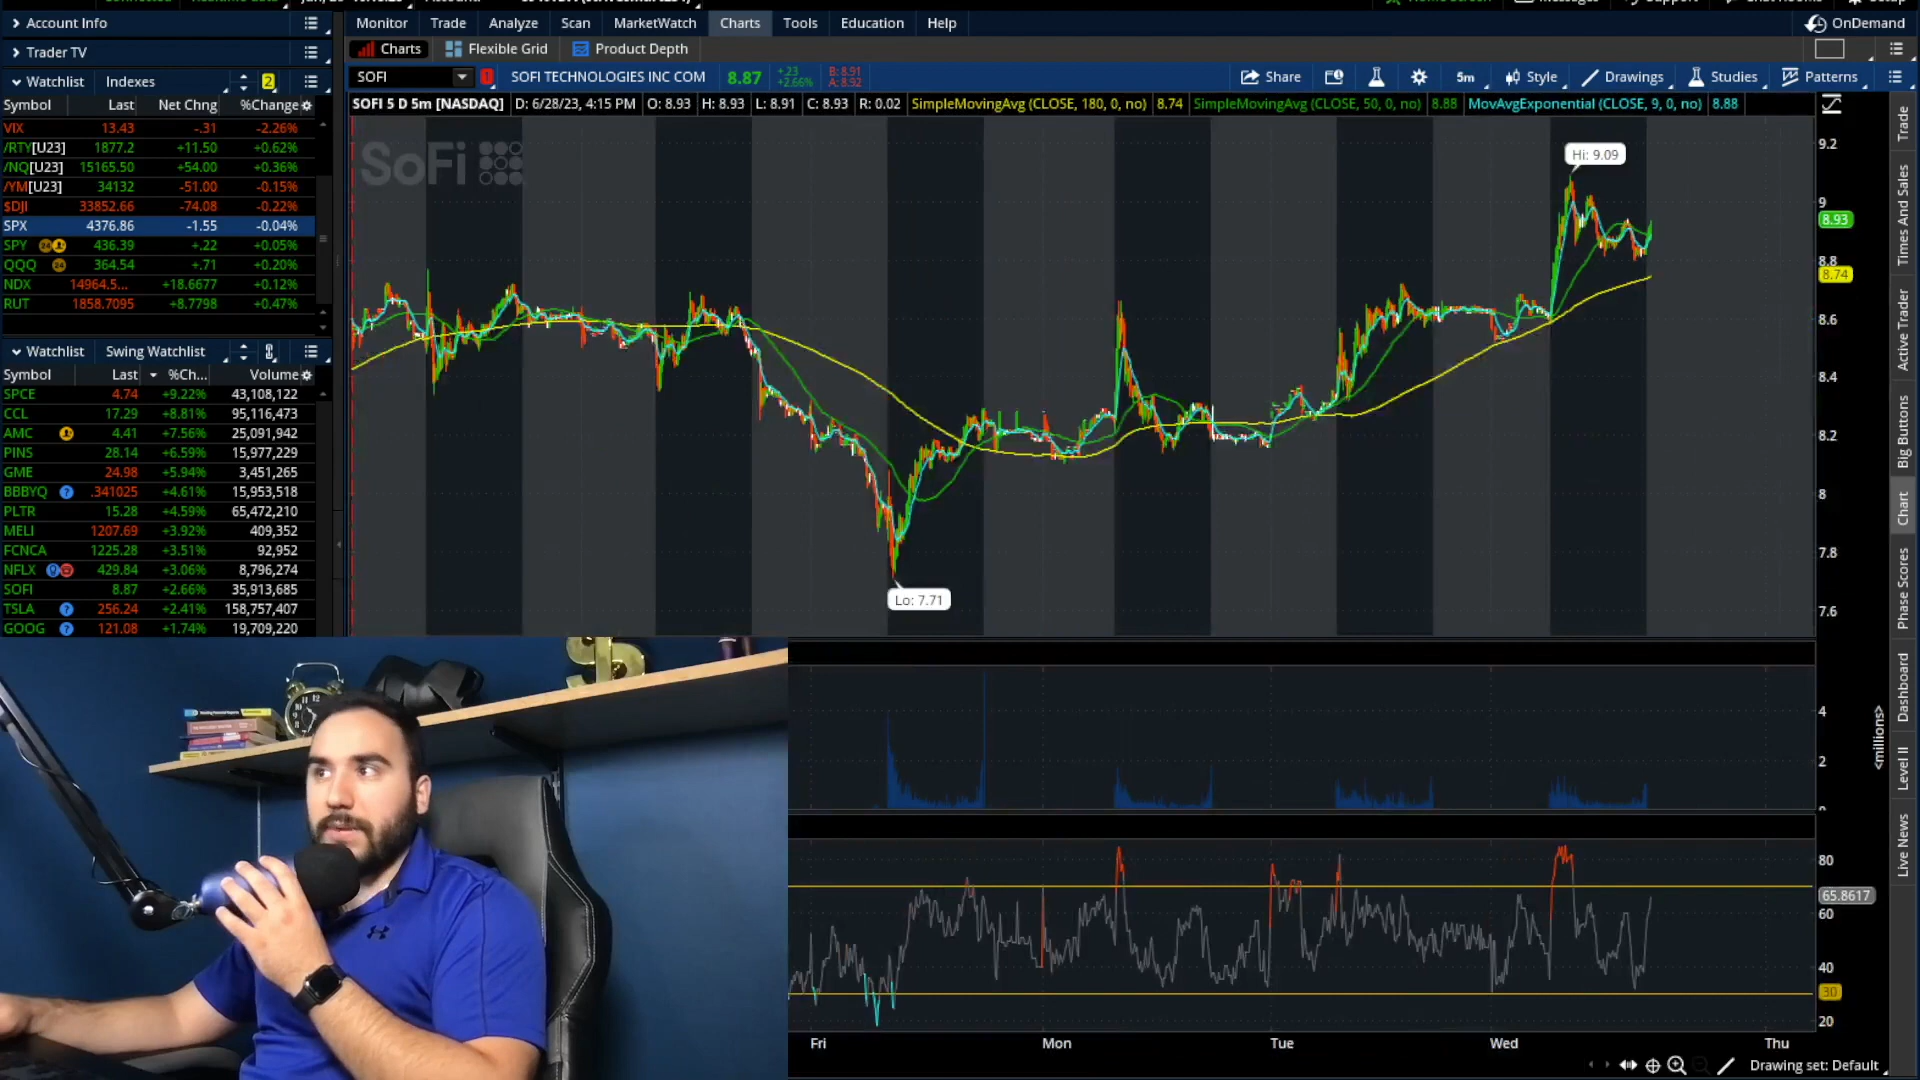 Account Info
Trader TV
Watchlist Indexes 2
Symbol Last Net Chng %Change
VIX 13.43 -.31 -2.26%
/RTY[U23] 1877.2 +11.50 +0.62%
/NQ[U23] 15165.50 +54.00 +0.36%
/YM[U23] 34132 -51.00 -0.15%
$DJI 33852.66 -74.08 -0.22%
SPX 4376.86 -1.55 -0.04%
SPY 24 436.39 +.22 +0.05%
QQQ 24 364.54 +.71 +0.20%
NDX 14964.5... +18.6677 +0.12%
RUT 1858.7095 +8.7798 +0.47%
Watchlist Swing Watchlist
Symbol Last %Ch... Volume
SPCE 4.74 +9.22% 43,108,122
CCL 17.29 +8.81% 95,116,473
AMC 4.41 +7.56% 25,091,942
PINS 28.14 +6.59% 15,977,229
GME 24.98 +5.94% 3,451,265
BBBYQ ? .341025 +4.61% 15,953,518
PLTR 15.28 +4.59% 65,472,210
MELI 1207.69 +3.92% 409,352
FCNCA 1225.28 +3.51% 92,952
NFLX 429.84 +3.06% 8,796,274
SOFI 8.87 +2.66% 35,913,685
TSLA ? 256.24 +2.41% 158,757,407
GOOG ? 121.08 +1.74% 19,709,220
Monitor Trade Analyze Scan MarketWatch Charts Tools Education Help
OnDemand
Charts Flexible Grid Product Depth
SOFI 1 SOFI TECHNOLOGIES INC COM 8.87 +.23 +2.66% B: 8.91 A: 8.92 Share 5m Style Drawings Studies Patterns
SOFI 5 D 5m [NASDAQ] D: 6/28/23, 4:15 PM O: 8.93 H: 8.93 L: 8.91 C: 8.93 R: 0.02 SimpleMovingAvg (CLOSE, 180, 0, no) 8.74 SimpleMovingAvg (CLOSE, 50, 0, no) 8.88 MovAvgExponential (CLOSE, 9, 0, no) 8.88
SoFi
Hi: 9.09
Lo: 7.71
9.2
9
8.93
8.8
8.74
8.6
8.4
8.2
8
7.8
7.6
4
2
<millions>
80
65.8617
60
40
30
20
Fri Mon Tue Wed Thu
Drawing set: Default
Trade
Times And Sales
Active Trader
Big Buttons
Chart
Phase Scores
Dashboard
Level II
Live News